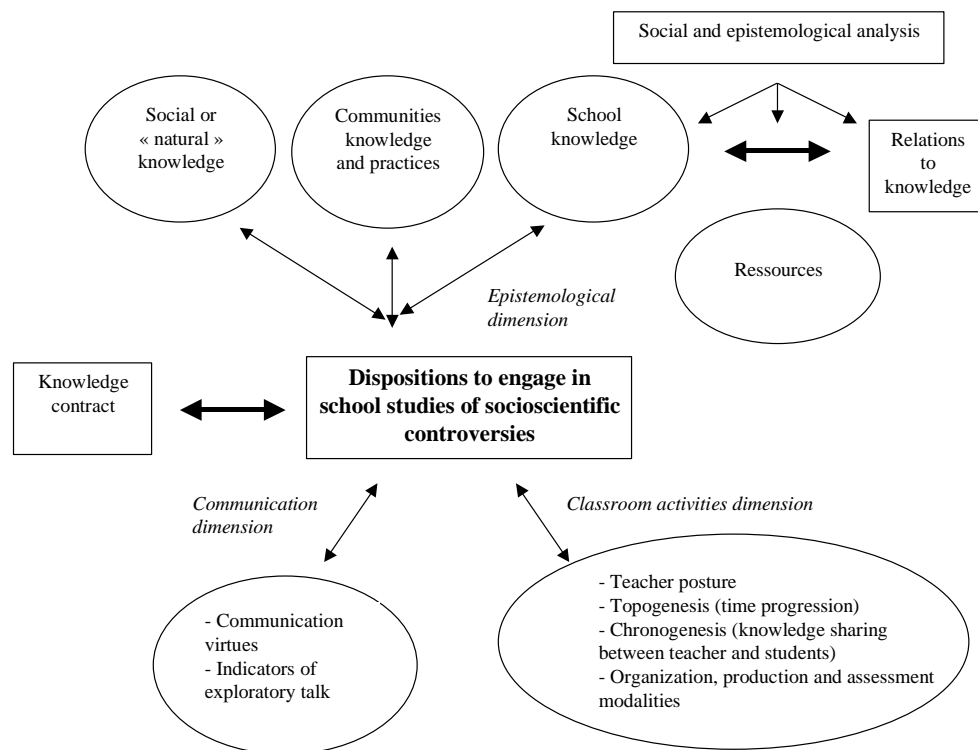 Social and epistemological analysis
Social or
« natural »
knowledge
Communities
knowledge
and practices
School
knowledge
Relations
to
knowledge
Ressources
Epistemological
dimension
Knowledge
contract
Dispositions to engage in
school studies of socioscientific
controversies
Communication
dimension
Classroom activities dimension
- Communication
virtues
- Indicators of
exploratory talk
- Teacher posture
- Topogenesis (time progression)
- Chronogenesis (knowledge sharing
between teacher and students)
- Organization, production and assessment
modalities